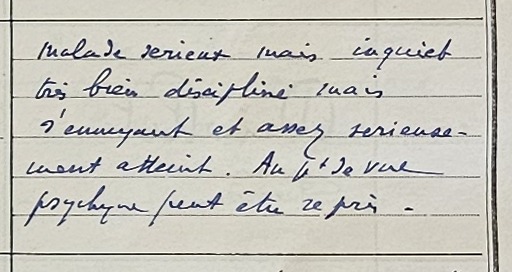 malade serieux mais inquiet
très bien discipliné mais
s'ennuyant et assez serieuse-
ment atteint. Au pt de vue
psychique peut être repris.